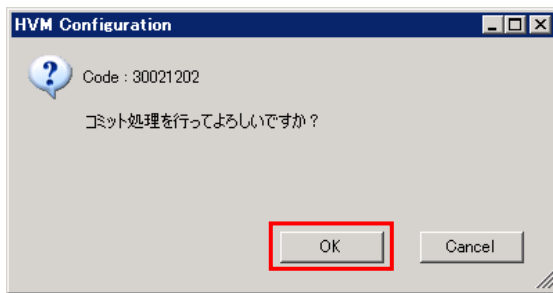 HVM Configuration
Code : 30021202
コミット処理を行ってよろしいですか？
OK
Cancel